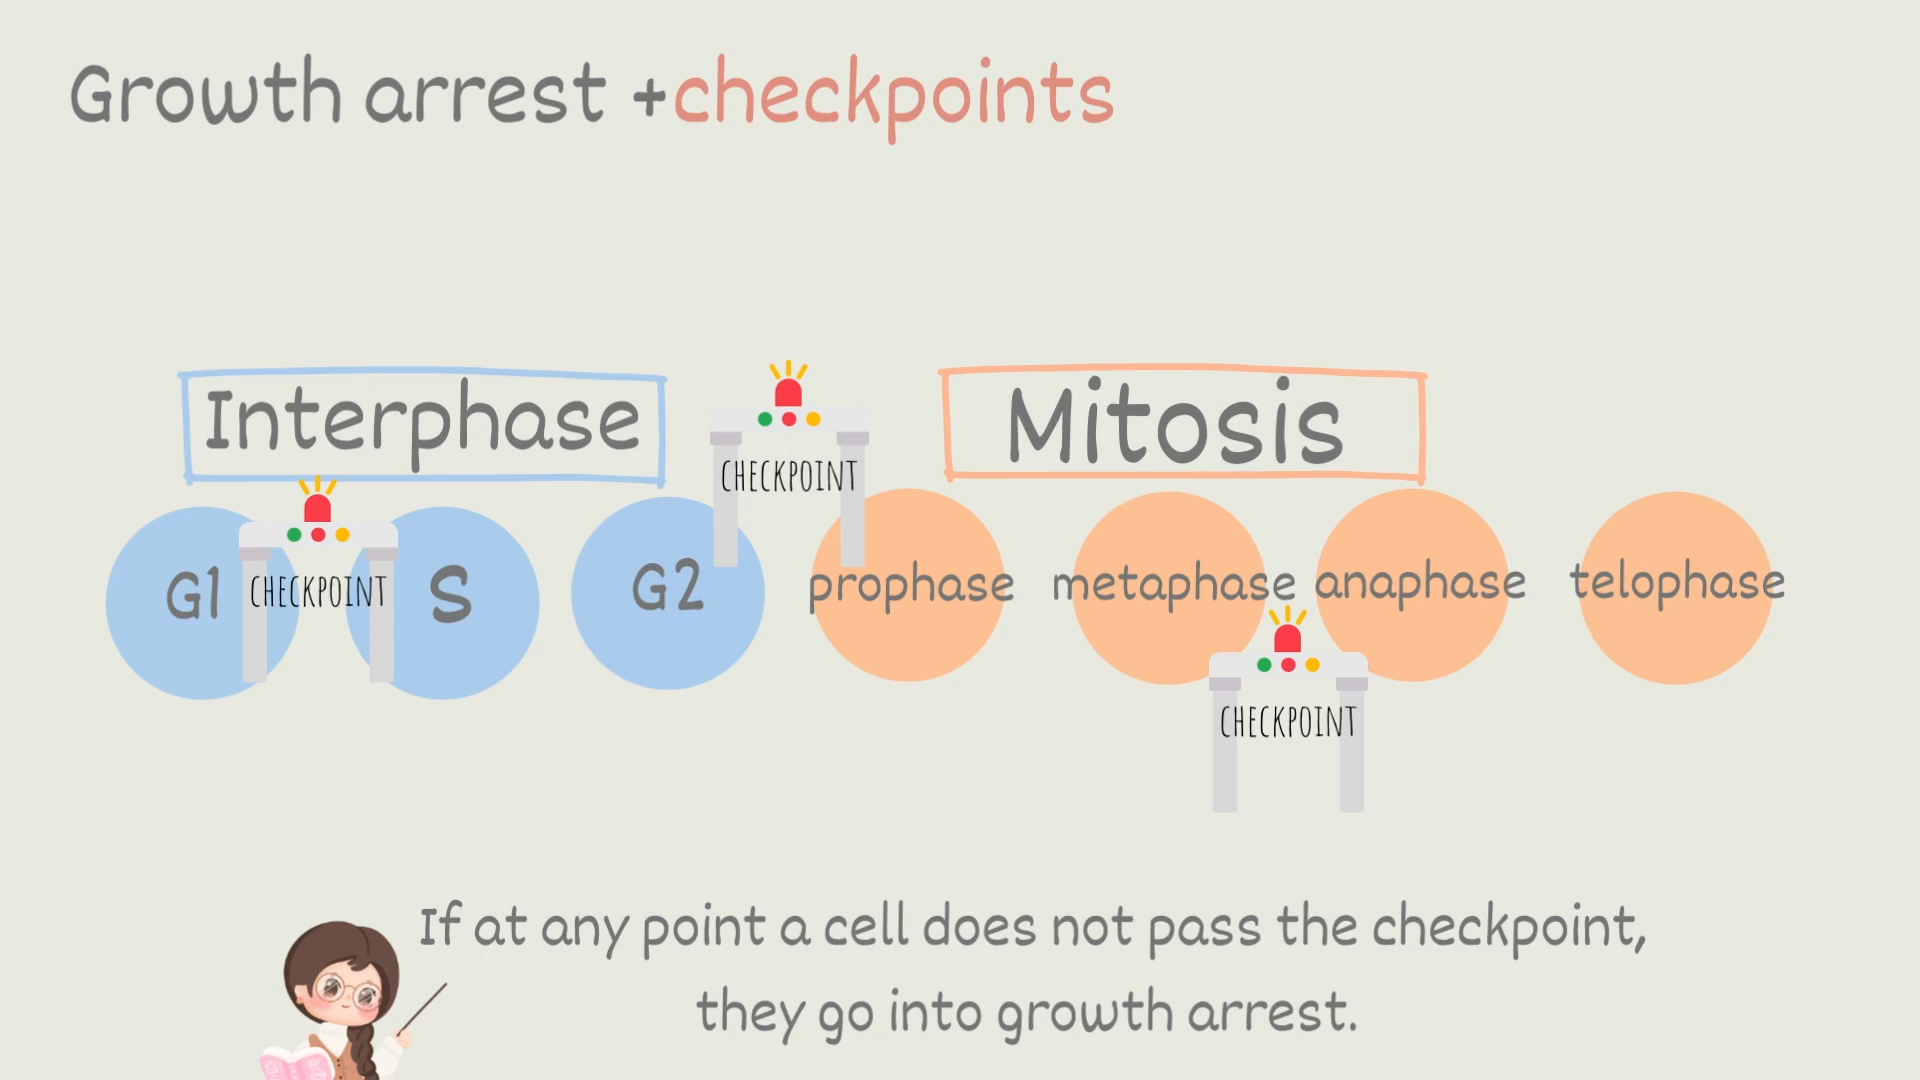 Growth arrest +checkpoints
Interphase
Mitosis
CHECKPOINT
G1
CHECKPOINT
S
G2
prophase
metaphase
anaphase
telophase
CHECKPOINT
If at any point a cell does not pass the checkpoint,
they go into growth arrest.